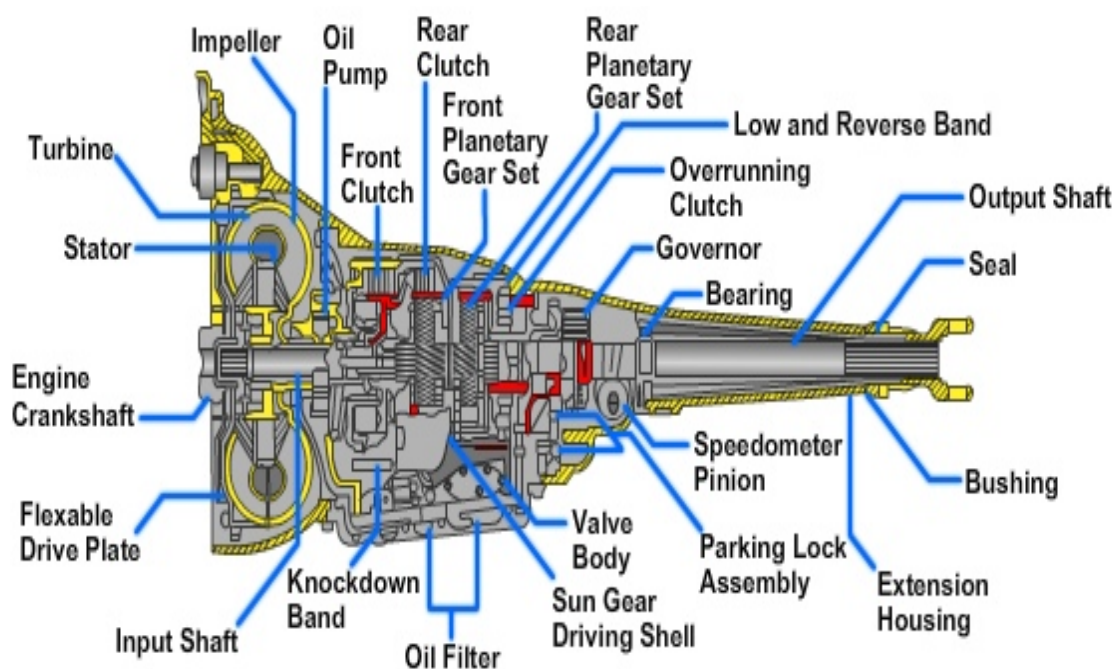 Impeller
Oil
Pump
Rear
Clutch
Front
Planetary
Gear Set
Rear
Planetary
Gear Set
Low and Reverse Band
Turbine
Front
Clutch
Overrunning
Clutch
Output Shaft
Stator
Governor
Seal
Bearing
Engine
Crankshaft
Speedometer
Pinion
Bushing
Flexable
Drive Plate
Valve
Body
Parking Lock
Assembly
Knockdown
Band
Sun Gear
Driving Shell
Extension
Housing
Input Shaft
Oil Filter